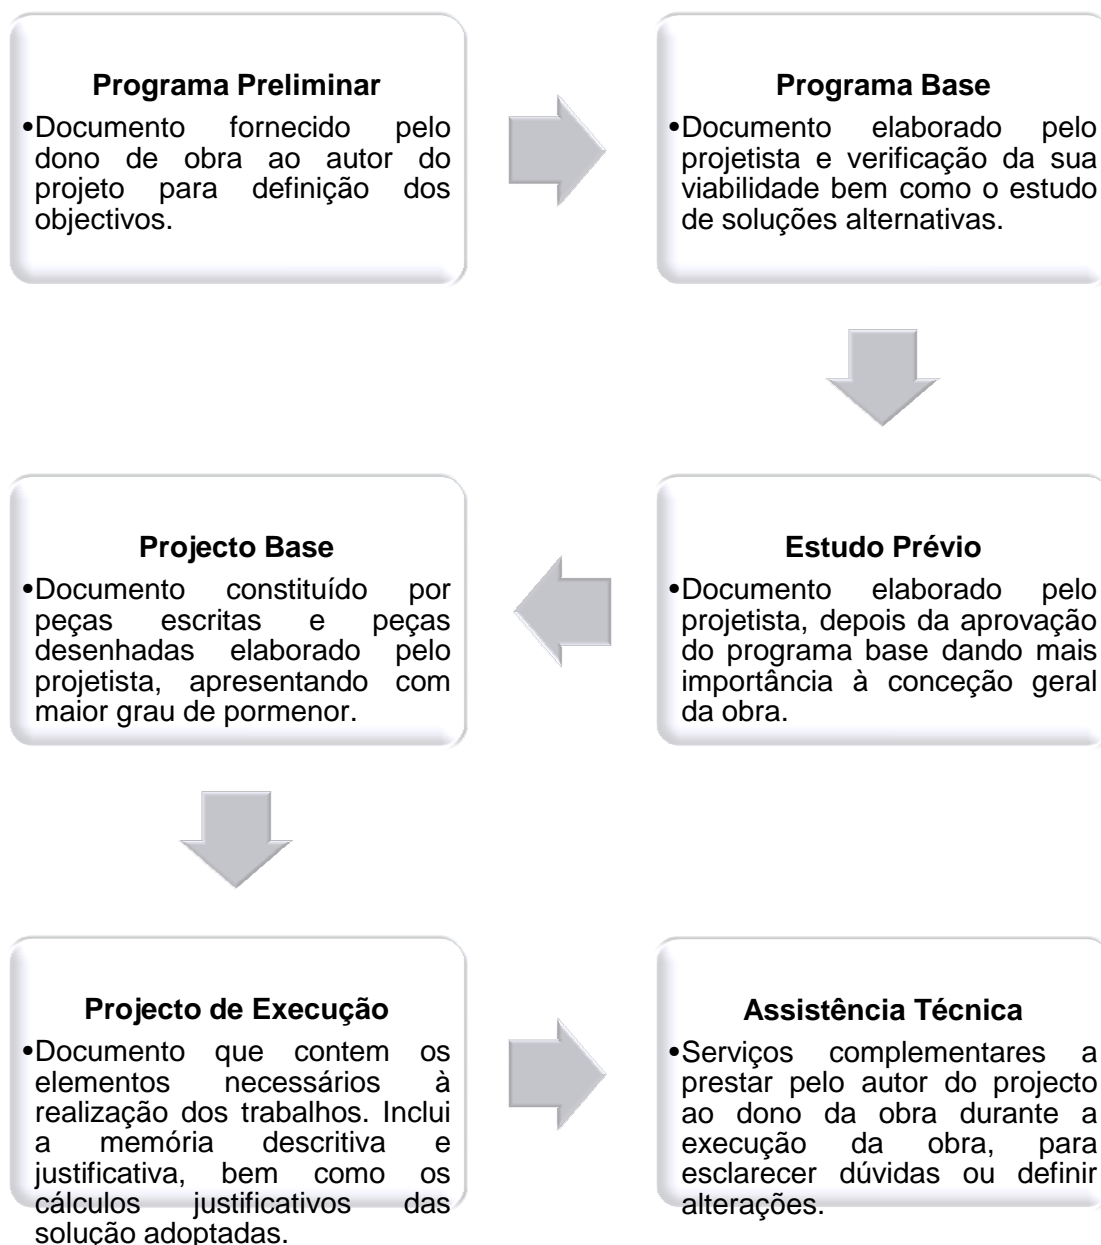 Programa Preliminar
•Documento fornecido pelo
dono de obra ao autor do
projeto para definição dos
objectivos.
Programa Base
•Documento elaborado pelo
projetista e verificação da sua
viabilidade bem como o estudo
de soluções alternativas.
Estudo Prévio
•Documento elaborado pelo
projetista, depois da aprovação
do programa base dando mais
importância à conceção geral
da obra.
Projecto Base
•Documento constituído por
peças escritas e peças
desenhadas elaborado pelo
projetista, apresentando com
maior grau de pormenor.
Projecto de Execução
•Documento que contem os
elementos necessários à
realização dos trabalhos. Inclui
a memória descritiva e
justificativa, bem como os
cálculos justificativos das
solução adoptadas.
Assistência Técnica
•Serviços complementares a
prestar pelo autor do projecto
ao dono da obra durante a
execução da obra, para
esclarecer dúvidas ou definir
alterações.